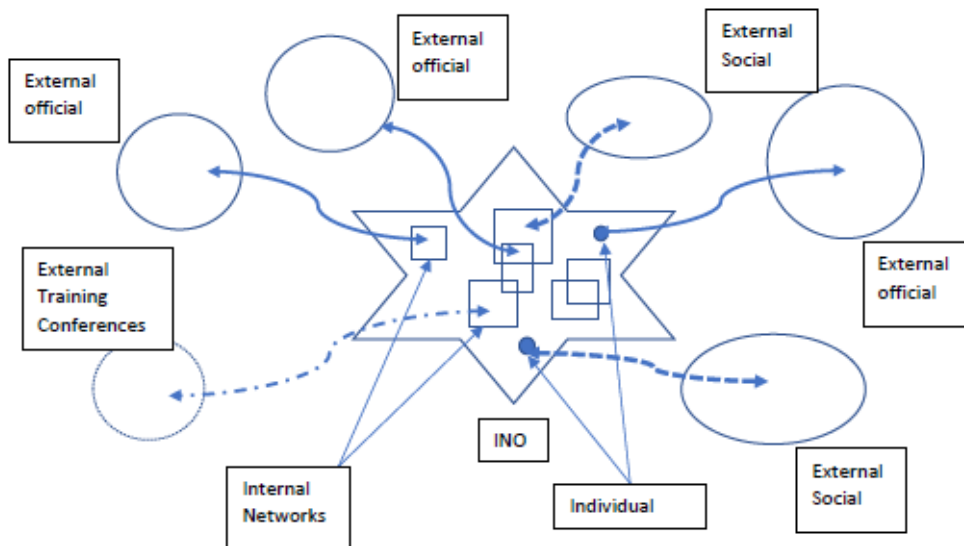 External
official
External
official
External
Social
External
Training
Conferences
External
official
INO
Internal
Networks
Individual
External
Social